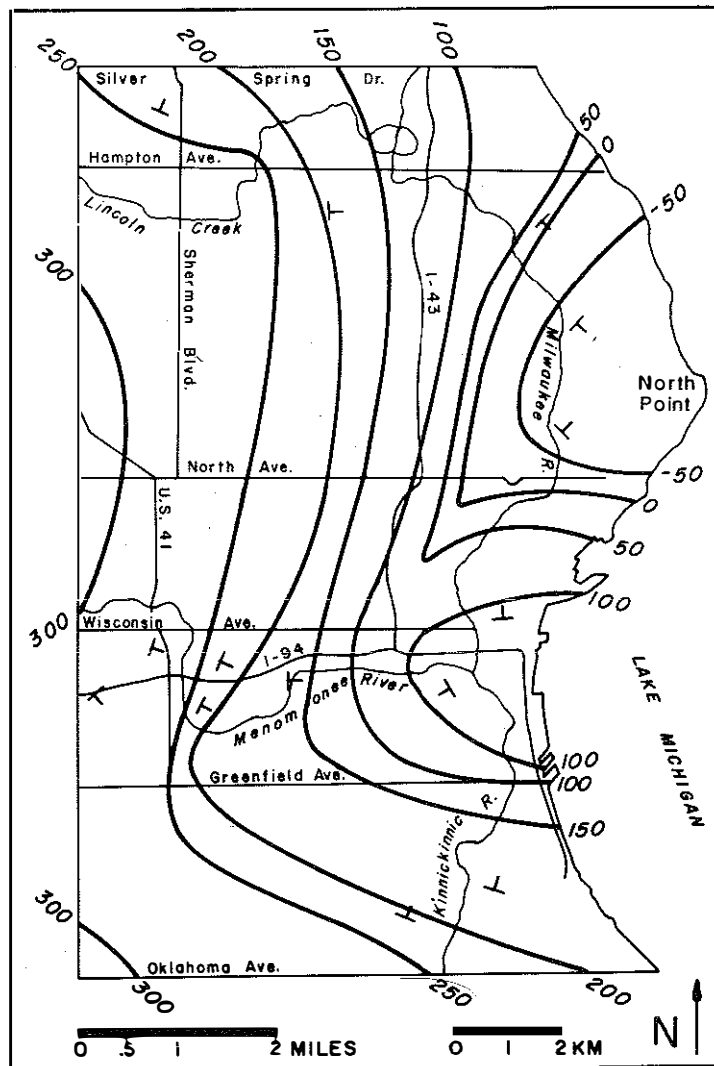 250
200
150
100
Silver Spring Dr.
50
0
Hampton Ave.
-50
Lincoln Creek
300
Sherman Blvd.
I-43
Milwaukee R.
North Point
North Ave.
-50
0
U.S. 41
50
100
300
Wisconsin Ave.
I-94
Menomonee River
LAKE MICHIGAN
100
Greenfield Ave.
100
150
Kinnickinnic R.
300
Oklahoma Ave.
300
250
200
0 .5 1 2 MILES
0 1 2 KM
N